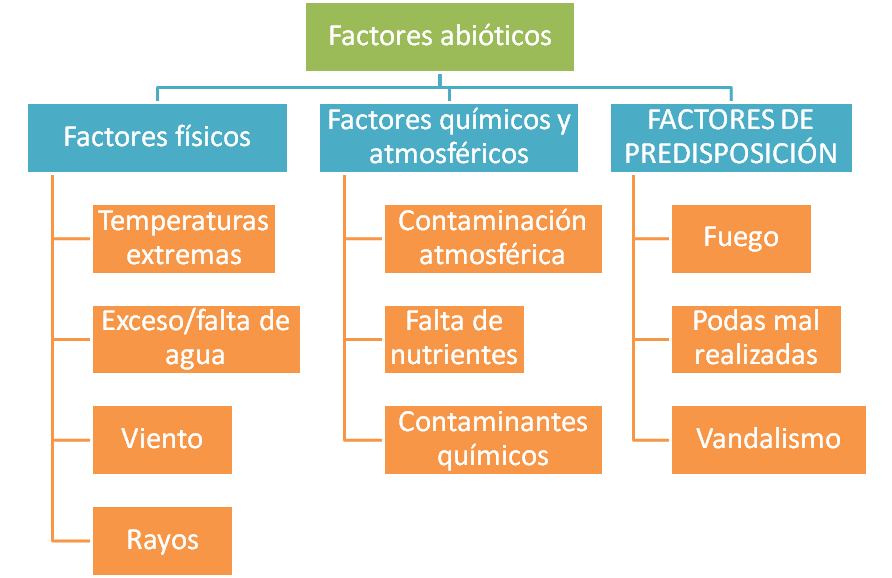 Factores abióticos
Factores físicos
Temperaturas
extremas
Exceso/falta de
agua
Viento
Rayos
Factores químicos y
atmosféricos
Contaminación
atmosférica
Falta de
nutrientes
Contaminantes
químicos
FACTORES DE
PREDISPOSICIÓN
Fuego
Podas mal
realizadas
Vandalismo